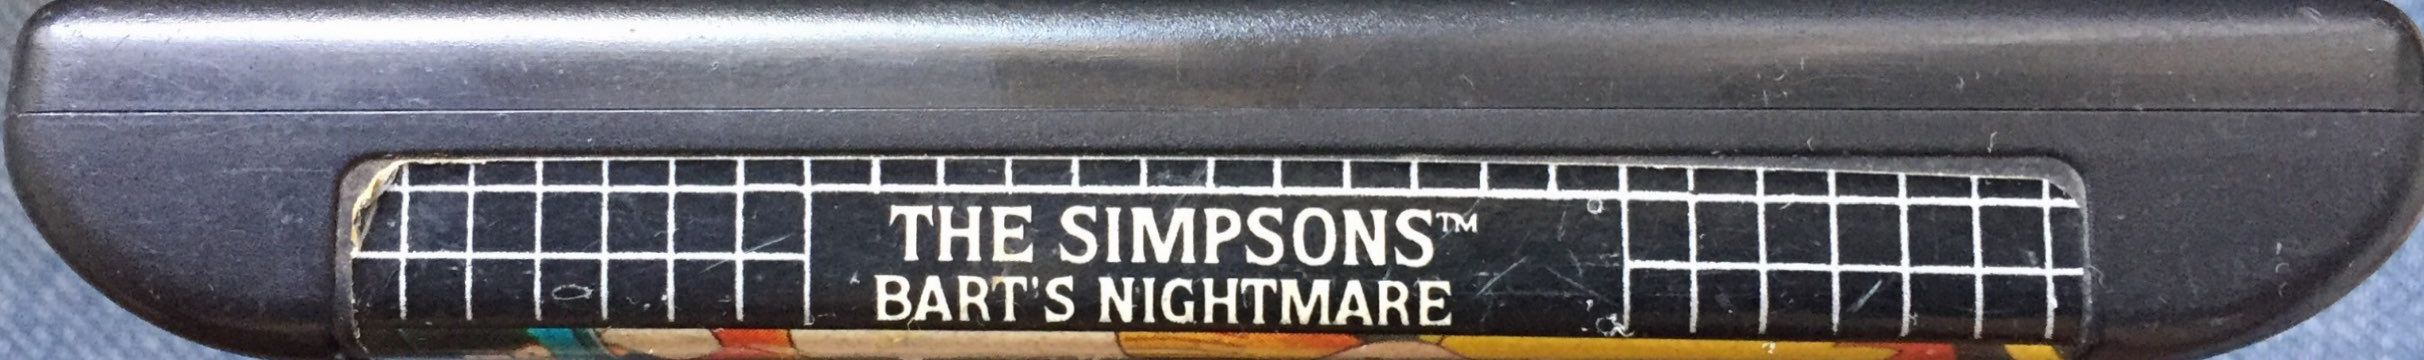 THE SIMPSONS™
BART'S NIGHTMARE